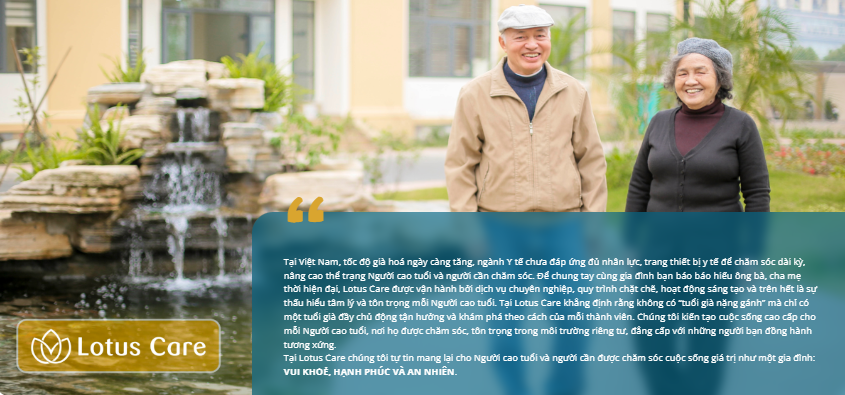 “
Tại Việt Nam, tốc độ già hoá ngày càng tăng, ngành Y tế chưa đáp ứng đủ nhân lực, trang thiết bị y tế để chăm sóc dài kỳ,
nâng cao thể trạng Người cao tuổi và người cần chăm sóc. Để chung tay cùng gia đình bạn báo báo hiếu ông bà, cha mẹ
thời hiện đại, Lotus Care được vận hành bởi dịch vụ chuyên nghiệp, quy trình chặt chẽ, hoạt động sáng tạo và trên hết là sự
thấu hiểu tâm lý và tôn trọng mỗi Người cao tuổi. Tại Lotus Care khẳng định rằng không có “tuổi già nặng gánh” mà chỉ có
một tuổi già đầy chủ động tận hưởng và khám phá theo cách của mỗi thành viên. Chúng tôi kiến tạo cuộc sống cao cấp cho
mỗi Người cao tuổi, nơi họ được chăm sóc, tôn trọng trong môi trường riêng tư, đẳng cấp với những người bạn đồng hành
tương xứng.
Tại Lotus Care chúng tôi tự tin mang lại cho Người cao tuổi và người cần được chăm sóc cuộc sống giá trị như một gia đình:
VUI KHOẺ, HẠNH PHÚC VÀ AN NHIÊN.
Lotus Care